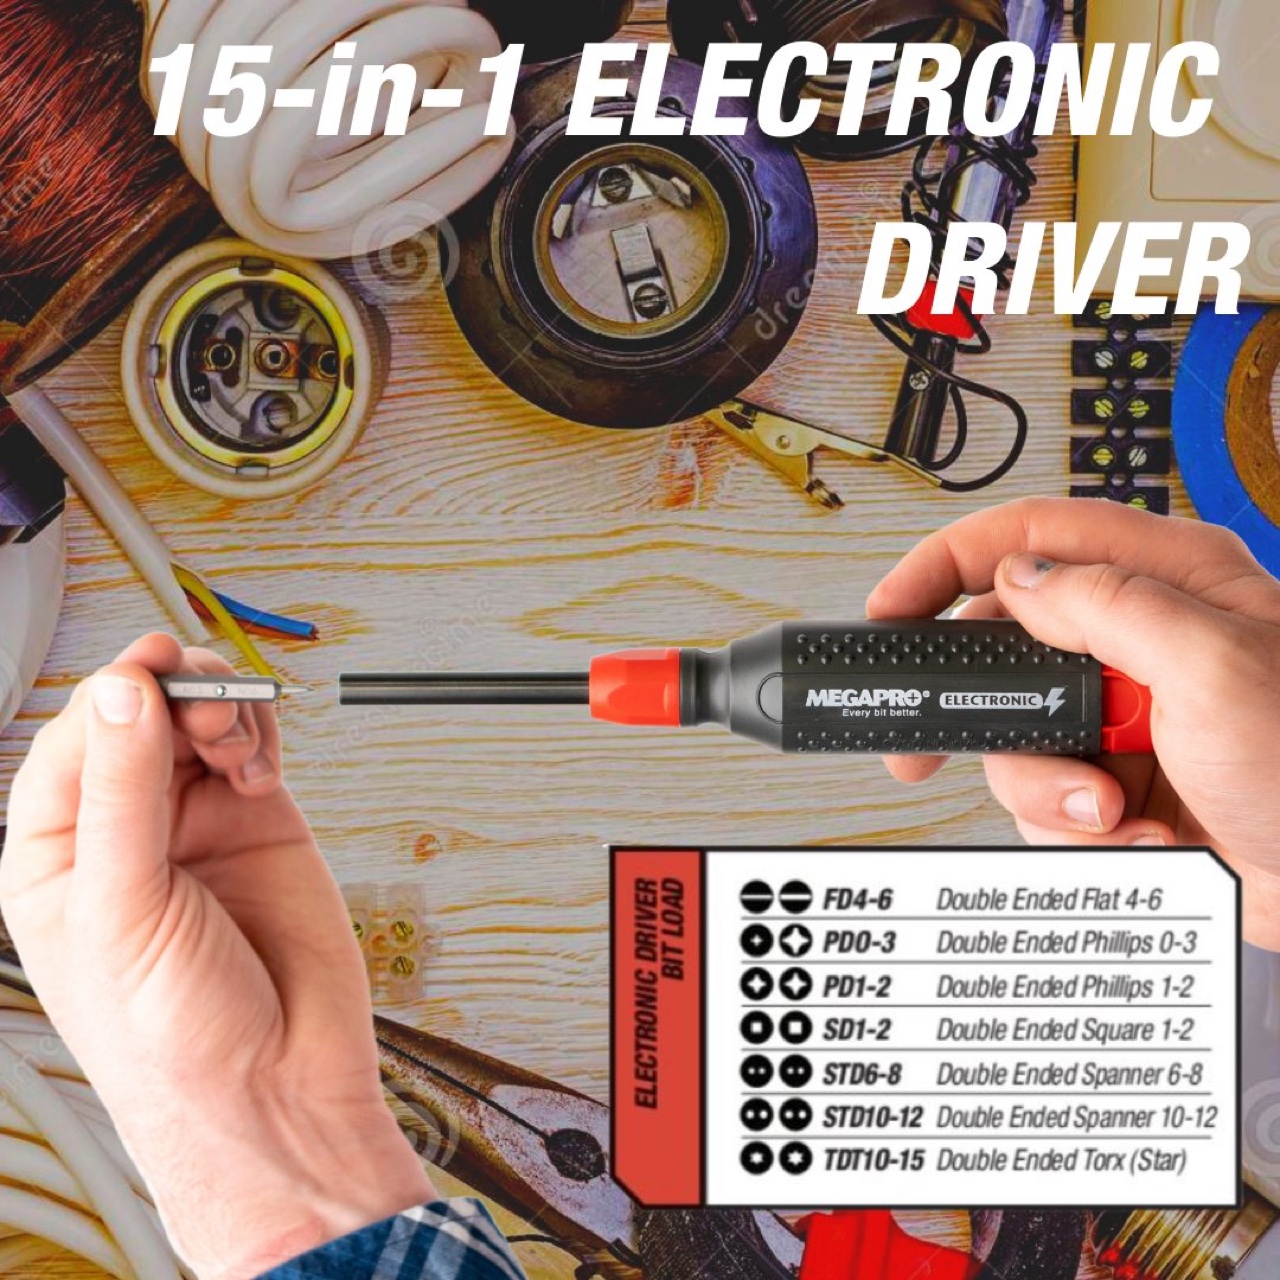 15-in-1 ELECTRONIC
DRIVER
MEGAPRO®
Every bit better.
ELECTRONIC
ELECTRONIC DRIVER
BIT LOAD
FD4-6 Double Ended Flat 4-6
PD0-3 Double Ended Phillips 0-3
PD1-2 Double Ended Phillips 1-2
SD1-2 Double Ended Square 1-2
STD6-8 Double Ended Spanner 6-8
STD10-12 Double Ended Spanner 10-12
TDT10-15 Double Ended Torx (Star)
dreamstime